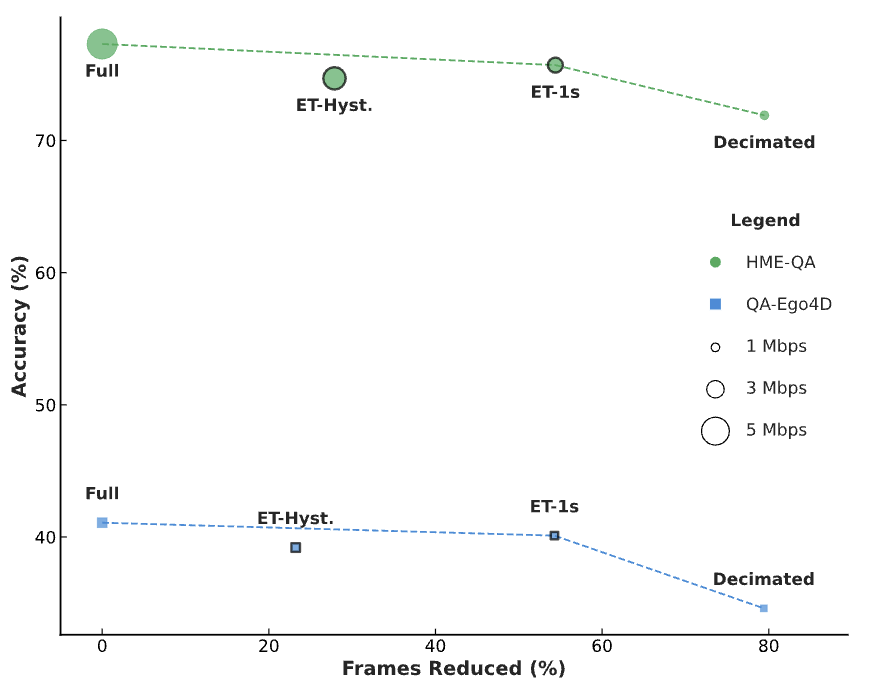 Full
ET-Hyst.
ET-1s
Decimated
70
Legend
HME-QA
60
QA-Ego4D
Accuracy (%)
1 Mbps
3 Mbps
50
5 Mbps
Full
ET-Hyst.
ET-1s
40
Decimated
0 20 40 60 80
Frames Reduced (%)